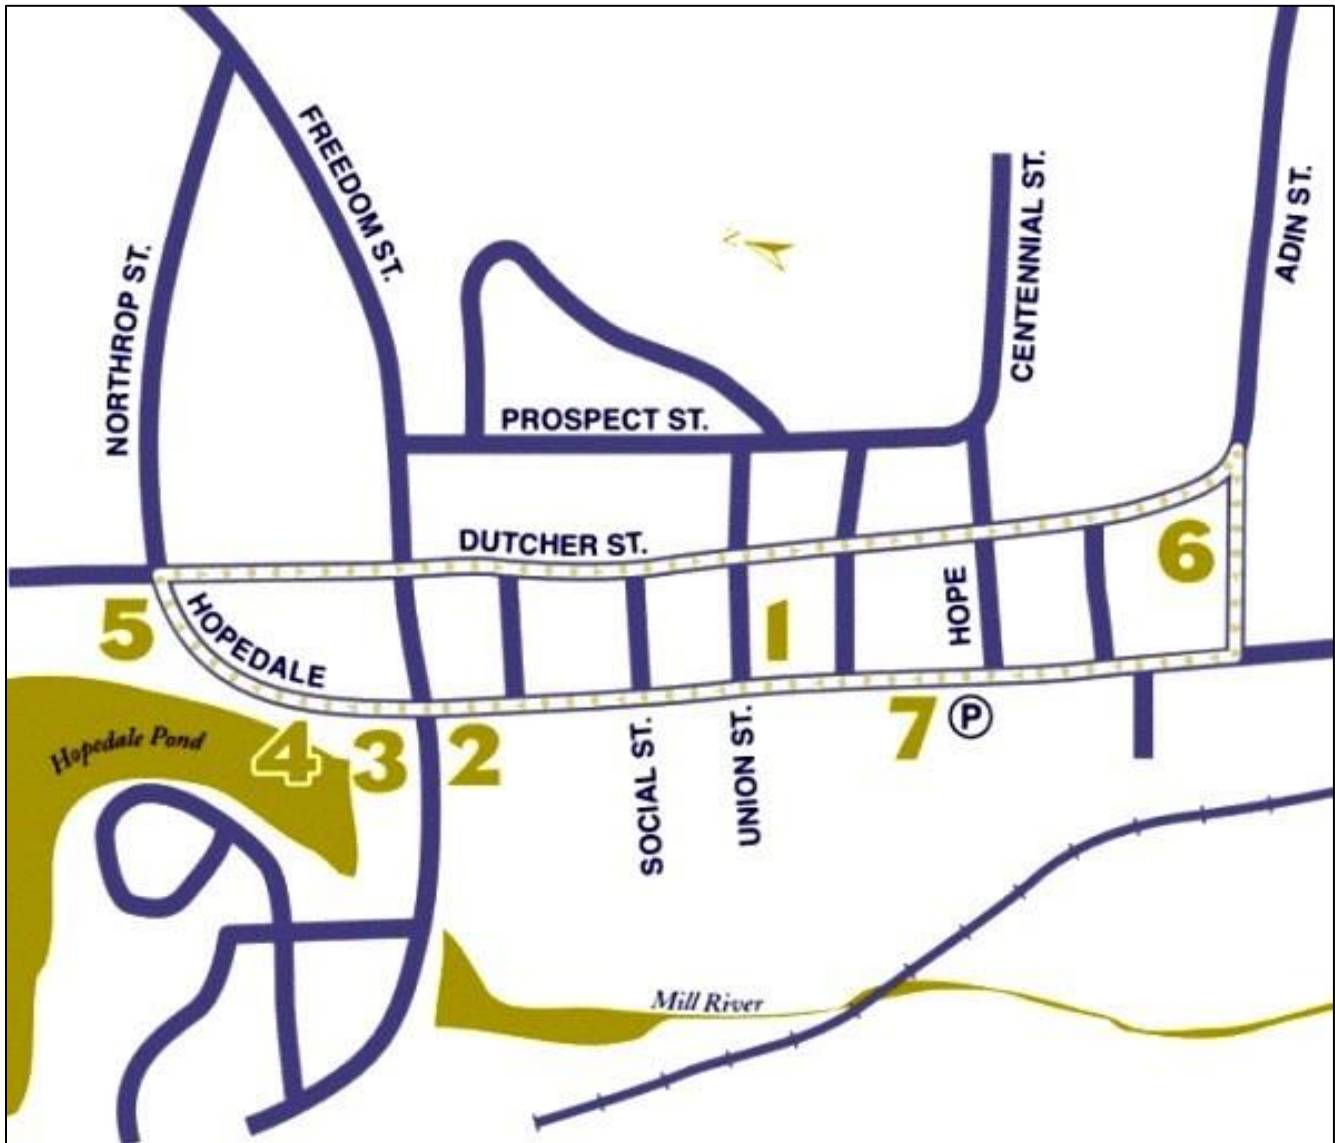 FREEDOM ST.
CENTENNIAL ST.
ADIN ST.
NORTHROP ST.
PROSPECT ST.
DUTCHER ST.
6
HOPE
5
HOPEDALE
1
Hopedale Pond
4
3
2
SOCIAL ST.
UNION ST.
7
P
Mill River